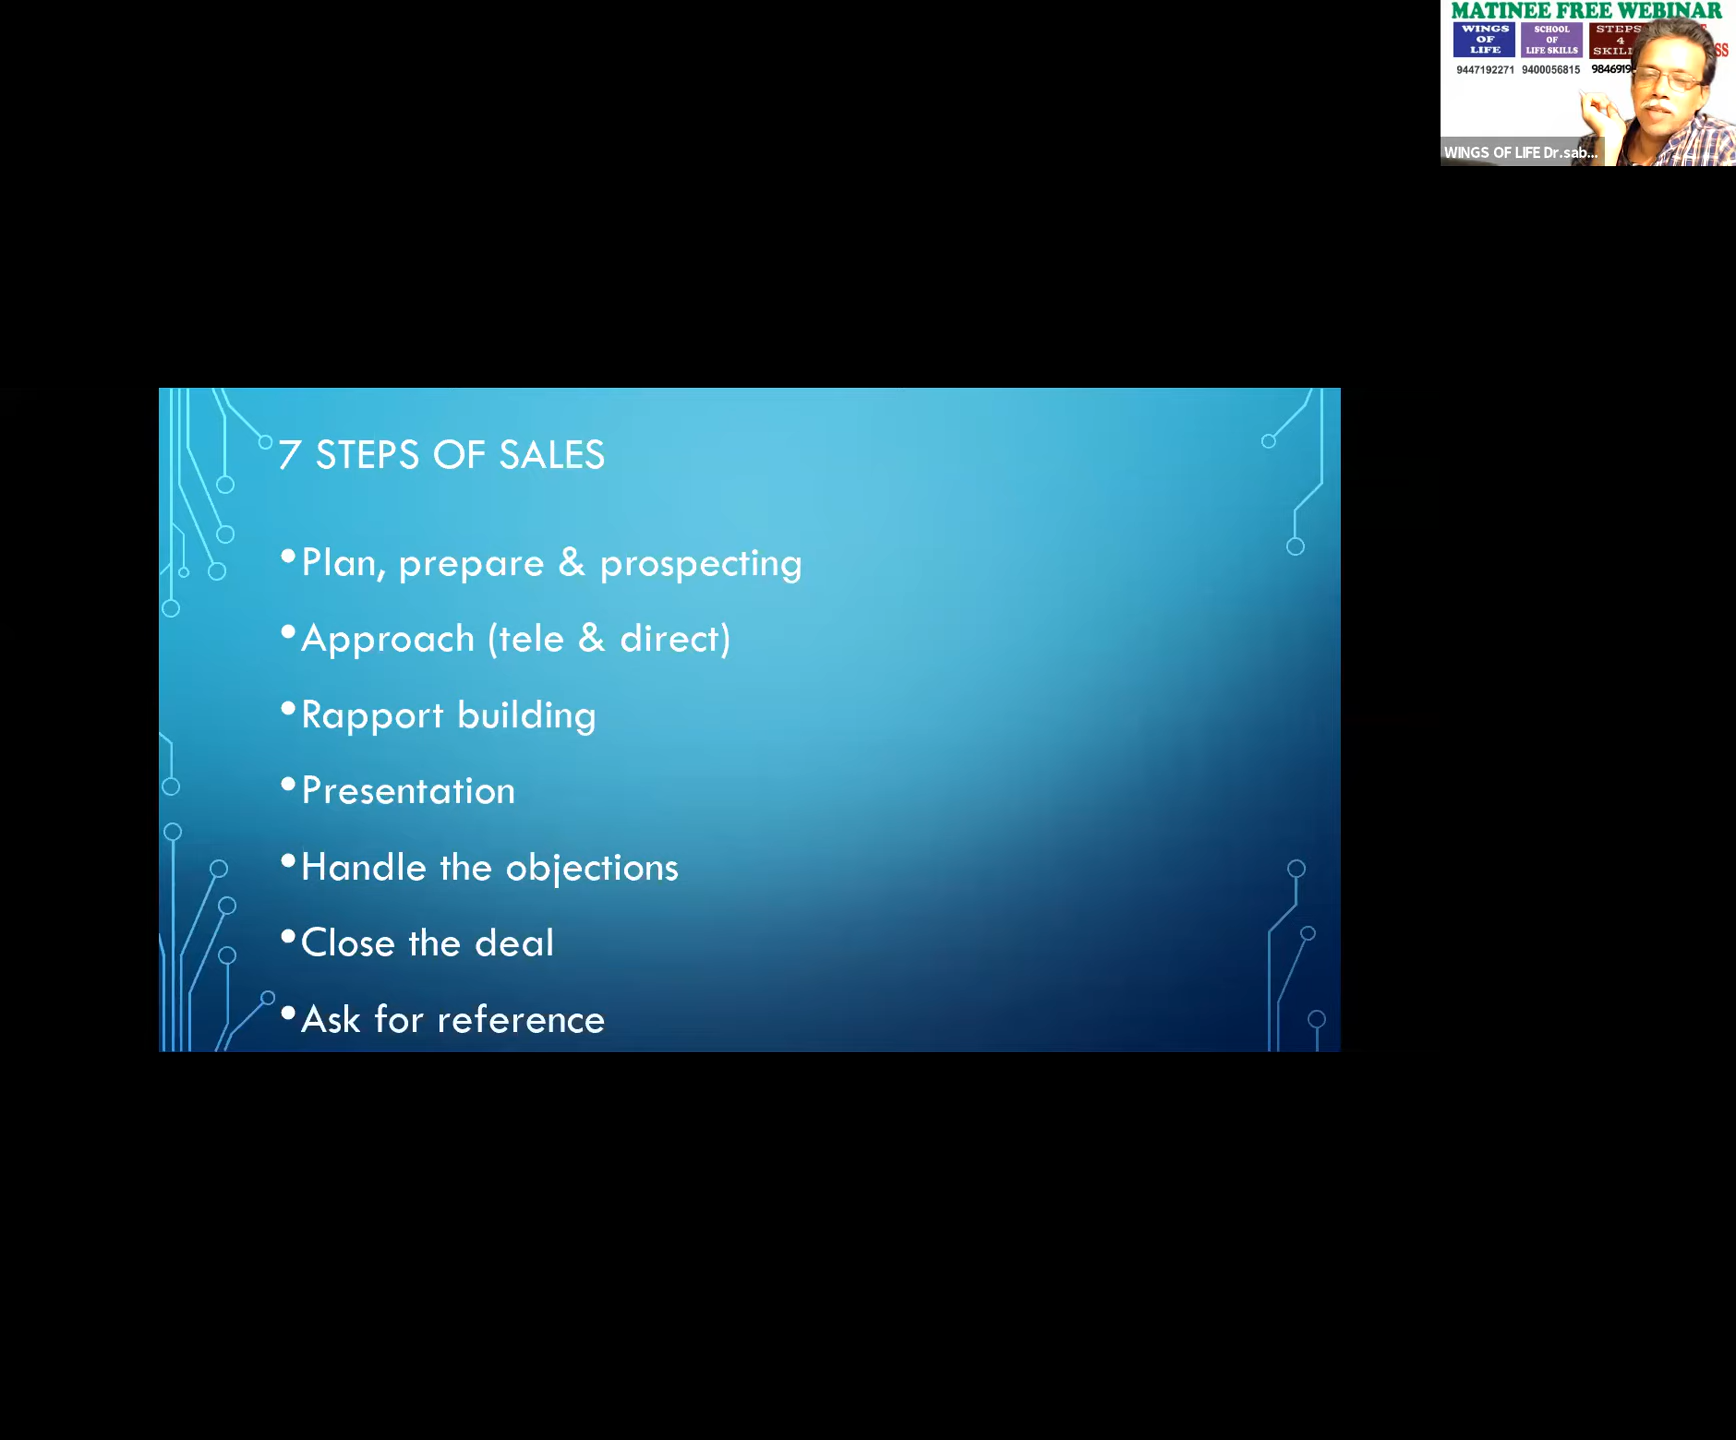 MATINEE FREE WEBINAR
WINGS OF LIFE
SCHOOL OF LIFE SKILLS
STEPS 4
9447192271 9400056815
WINGS OF LIFE Dr.sab...
7 STEPS OF SALES
•Plan, prepare & prospecting
•Approach (tele & direct)
•Rapport building
•Presentation
•Handle the objections
•Close the deal
•Ask for reference